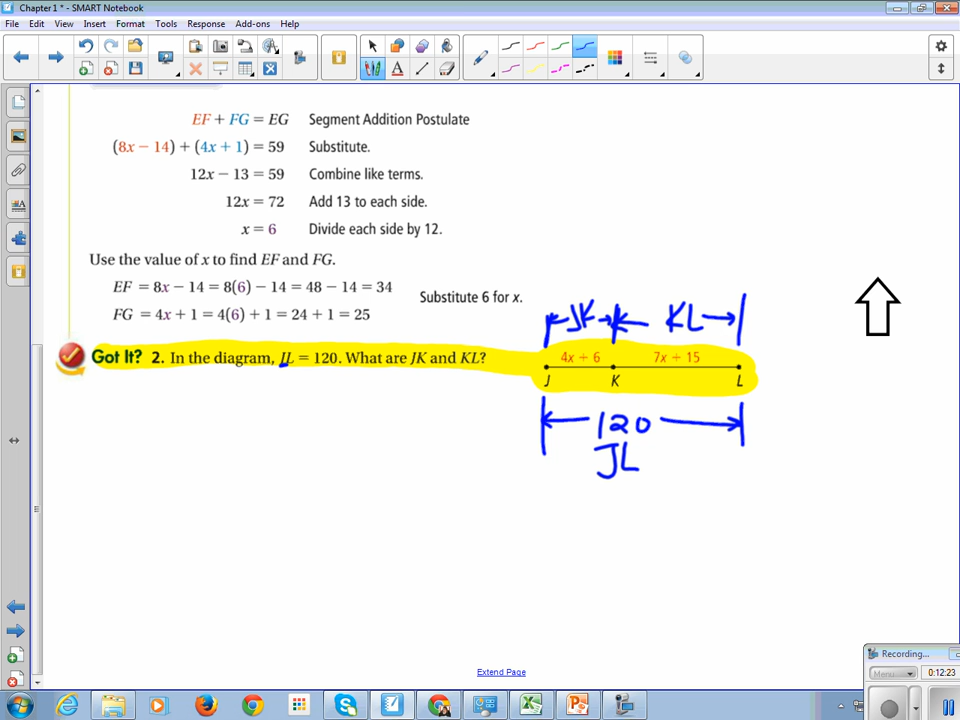 Chapter 1 * - SMART Notebook
File Edit View Insert Format Tools Response Add-ons Help
EF + FG = EG Segment Addition Postulate
(8x − 14) + (4x + 1) = 59 Substitute.
12x − 13 = 59 Combine like terms.
12x = 72 Add 13 to each side.
x = 6 Divide each side by 12.
Use the value of x to find EF and FG.
EF = 8x − 14 = 8(6) − 14 = 48 − 14 = 34
Substitute 6 for x.
FG = 4x + 1 = 4(6) + 1 = 24 + 1 = 25
JK KL
Got It? 2. In the diagram, JL = 120. What are JK and KL?
4x + 6 7x + 15
J K L
120
JL
Extend Page
Recording...
Menu
0:12:23